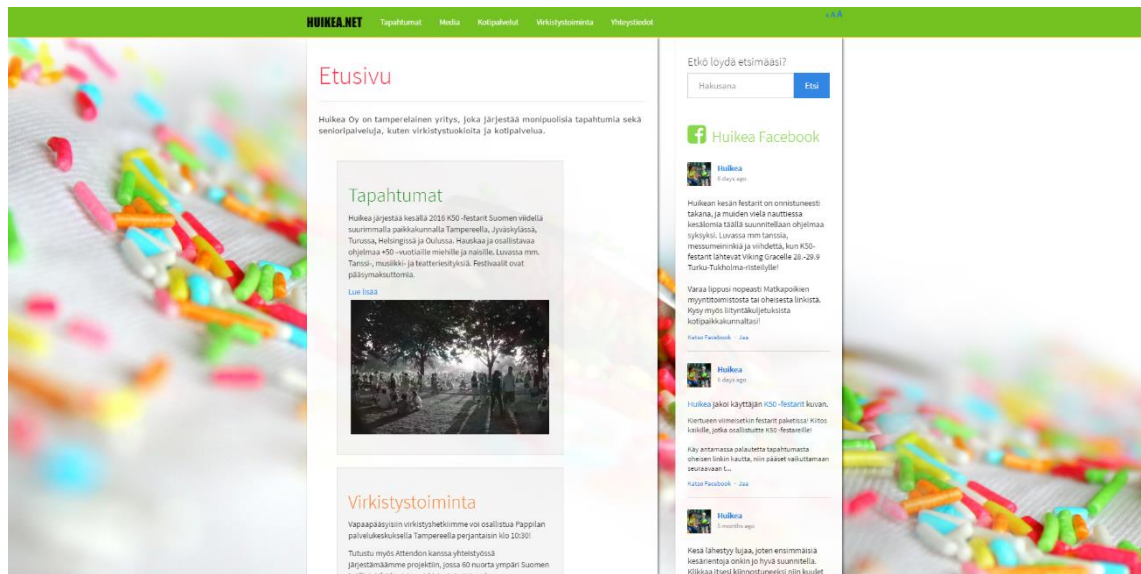 HUIKEA.NET Tapahtumat Media Kotipalvelut Virkistystoiminta Yhteystiedot
AAA
Etusivu
Huikea Oy on tamperelainen yritys, joka järjestää monipuolisia tapahtumia sekä
senioripalveluja, kuten virkistystuokioita ja kotipalvelua.
Tapahtumat
Huikea järjestää kesällä 2016 K50 -festarit Suomen viidellä
suurimmalla paikkakunnalla Tampereella, Jyväskylässä,
Turussa, Helsingissä ja Oulussa. Hauskaa ja osallistavaa
ohjelmaa +50 –vuotiaille miehille ja naisille. Luvassa mm.
Tanssi-, musiikki- ja teatteriesityksiä. Festivaalit ovat
pääsymaksuttomia.
Lue lisää
Virkistystoiminta
Vapaapääsyisiin virkistyshetkiimme voi osallistua Pappilan
palvelukeskuksella Tampereella perjantaisin klo 10:30!
Tutustu myös Attendon kanssa yhteistyössä
järjestämäämme projektiin, jossa 60 nuorta ympäri Suomen
Etkö löydä etsimääsi?
Hakusana Etsi
Huikea Facebook
Huikea
6 days ago
Huikean kesän festarit on onnistuneesti
takana, ja muiden vielä nauttiessa
kesälomia täällä suunnitellaan ohjelmaa
syksyksi. Luvassa mm tanssia,
messumeininkiä ja viihdettä, kun K50-
festarit lähtevät Viking Gracelle 28.-29.9
Turku-Tukholma-risteilylle!
Varaa lippusi nopeasti Matkapoikien
myyntitoimistosta tai oheisesta linkistä.
Kysy myös liityntäkuljetuksista
kotipaikkakunnaltasi!
Katso Facebook · Jaa
Huikea
6 days ago
Huikea jakoi käyttäjän K50 -festarit kuvan.
Kiertueen viimeisetkin festarit paketissa! Kiitos
kaikille, jotka osallistuitte K50 -festareille!
Käy antamassa palautetta tapahtumasta
oheisen linkin kautta, niin pääset vaikuttamaan
seuraavaan t...
Katso Facebook · Jaa
Huikea
3 months ago
Kesä lähestyy lujaa, joten ensimmäisiä
kesärientoja onkin jo hyvä suunnitella.
Klikkaa itsesi kiinnostuneeksi niin kuulet